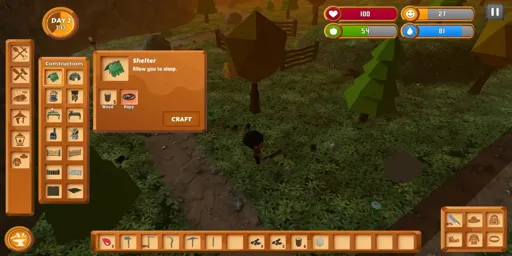 DAY 2
100
27
54
81
Constructions
Shelter
Allow you to sleep.
Wood
Rope
CRAFT